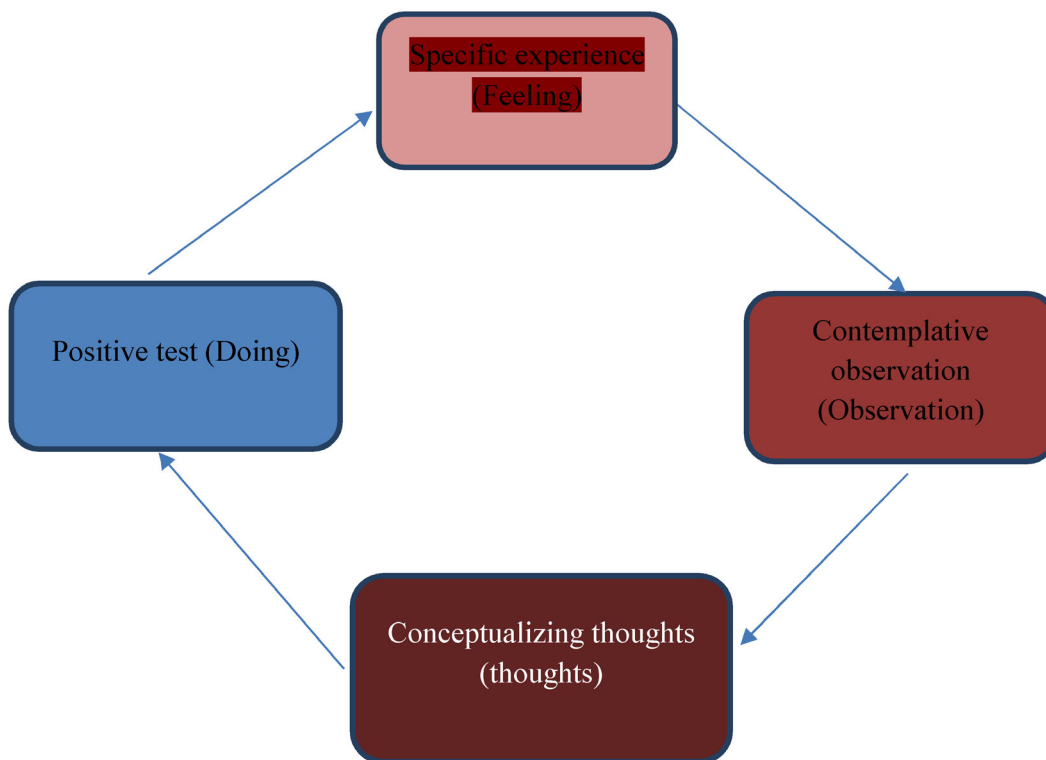 Specific experience
(Feeling)
Positive test (Doing)
Contemplative
observation
(Observation)
Conceptualizing thoughts
(thoughts)